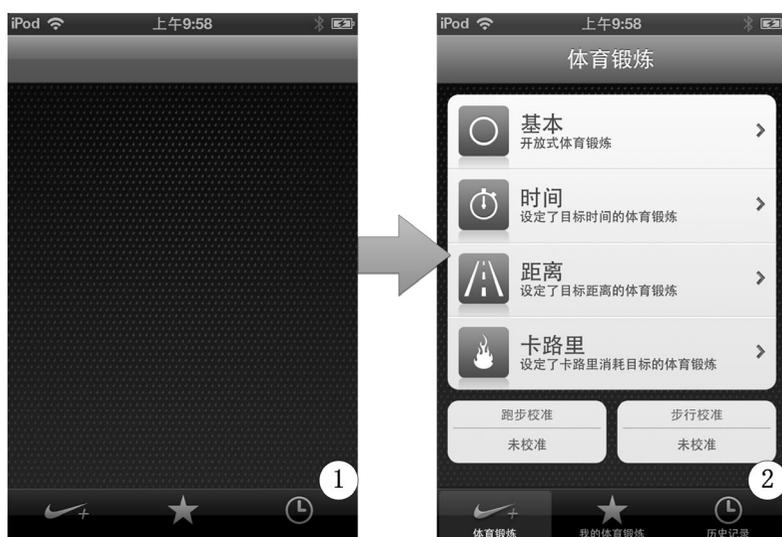 iPod 上午9:58
1
iPod 上午9:58
体育锻炼
基本
开放式体育锻炼
时间
设定了目标时间的体育锻炼
距离
设定了目标距离的体育锻炼
卡路里
设定了卡路里消耗目标的体育锻炼
跑步校准 步行校准
未校准 未校准
2
体育锻炼 我的体育锻炼 历史记录